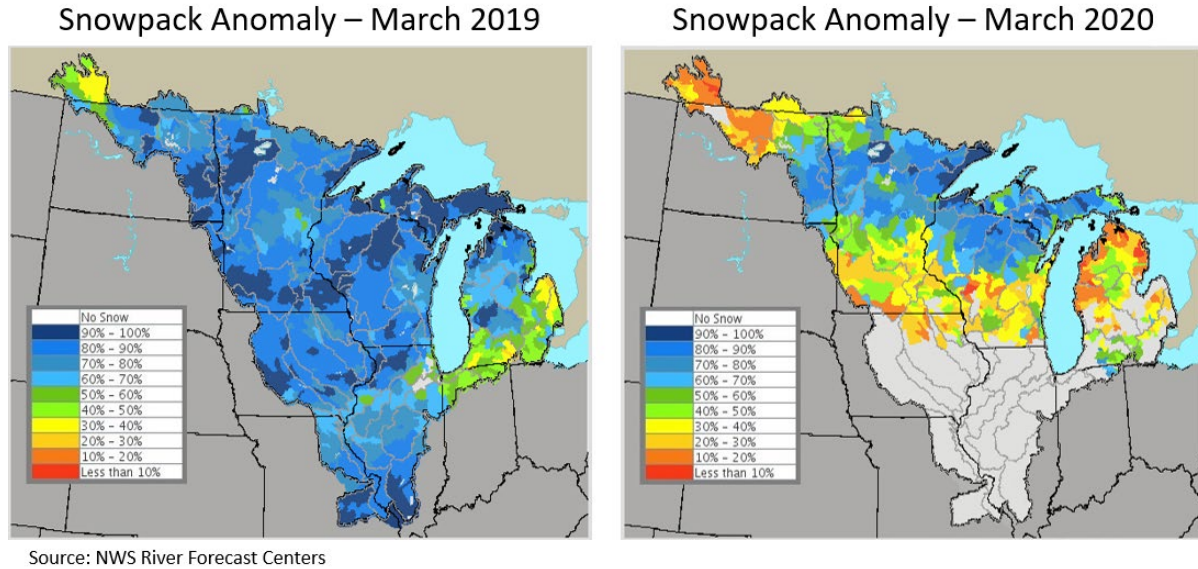 Snowpack Anomaly – March 2019
Snowpack Anomaly – March 2020
No Snow
90% – 100%
80% – 90%
70% – 80%
60% – 70%
50% – 60%
40% – 50%
30% – 40%
20% – 30%
10% – 20%
Less than 10%
No Snow
90% – 100%
80% – 90%
70% – 80%
60% – 70%
50% – 60%
40% – 50%
30% – 40%
20% – 30%
10% – 20%
Less than 10%
Source: NWS River Forecast Centers